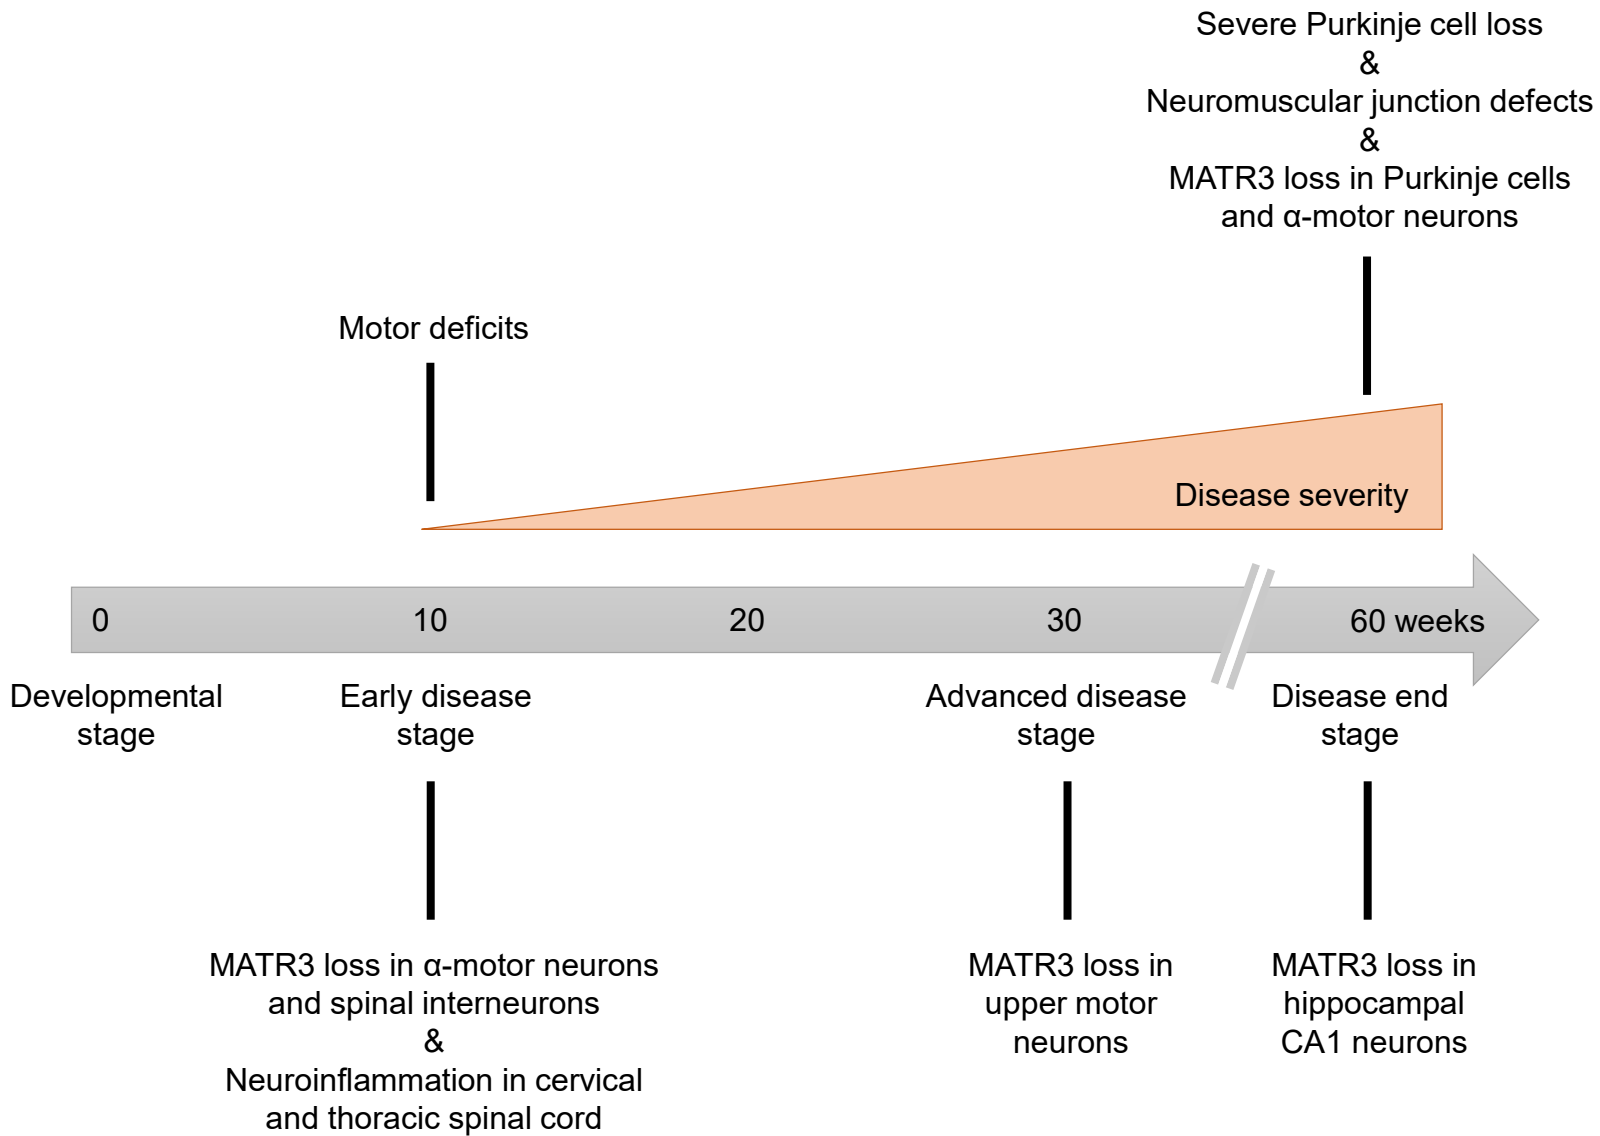 Severe Purkinje cell loss
&
Neuromuscular junction defects
&
MATR3 loss in Purkinje cells
and α-motor neurons
Motor deficits
Disease severity
0 10 20 30 60 weeks
Developmental
stage
Early disease
stage
Advanced disease
stage
Disease end
stage
MATR3 loss in α-motor neurons
and spinal interneurons
&
Neuroinflammation in cervical
and thoracic spinal cord
MATR3 loss in
upper motor
neurons
MATR3 loss in
hippocampal
CA1 neurons